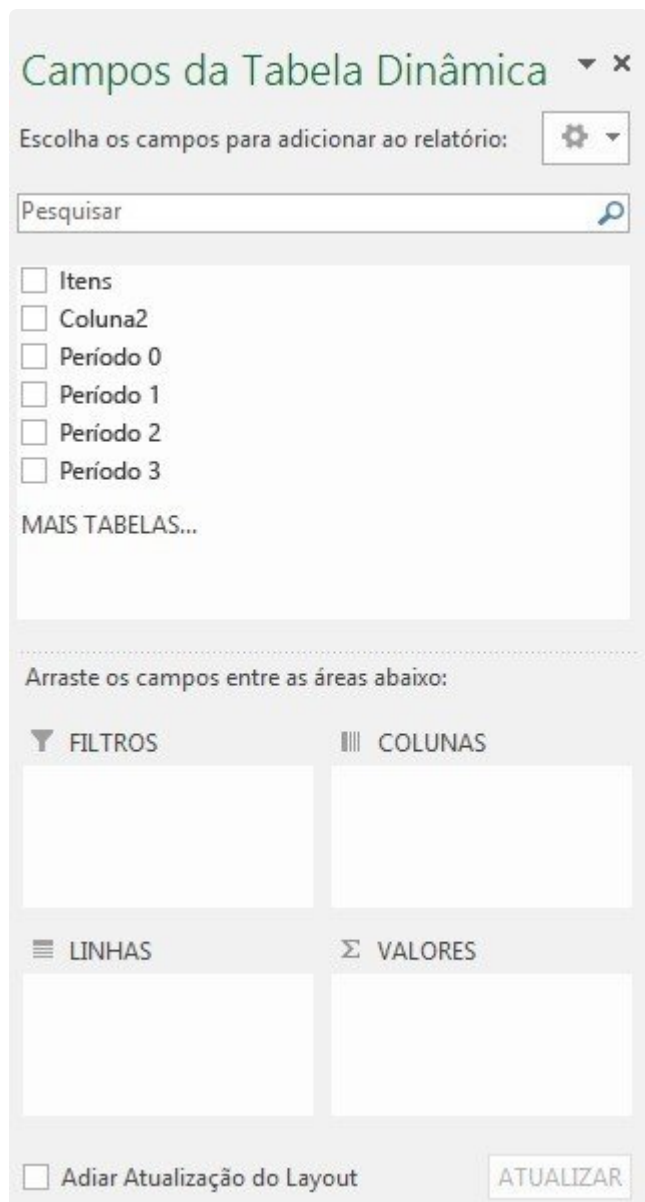 Campos da Tabela Dinâmica
Escolha os campos para adicionar ao relatório:
Pesquisar
Itens
Coluna2
Período 0
Período 1
Período 2
Período 3
MAIS TABELAS...
Arraste os campos entre as áreas abaixo:
FILTROS
COLUNAS
LINHAS
VALORES
Adiar Atualização do Layout
ATUALIZAR